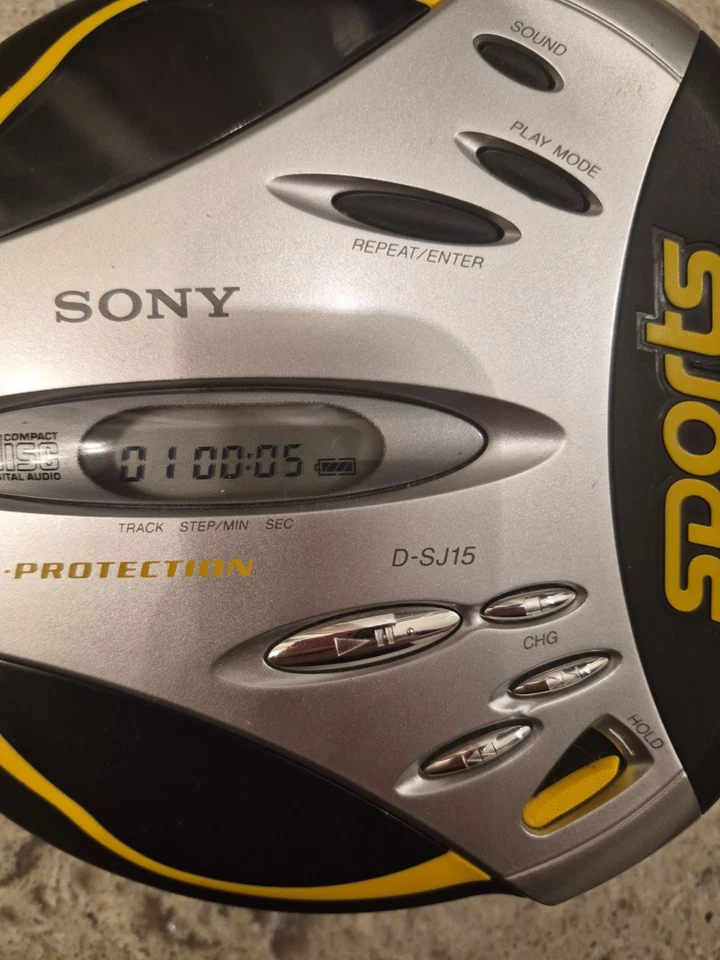 SOUND
PLAY MODE
REPEAT/ENTER
SONY
sports
COMPACT
disc
DIGITAL AUDIO
01 00:05
TRACK STEP/MIN SEC
-PROTECTION
D-SJ15
CHG
HOLD